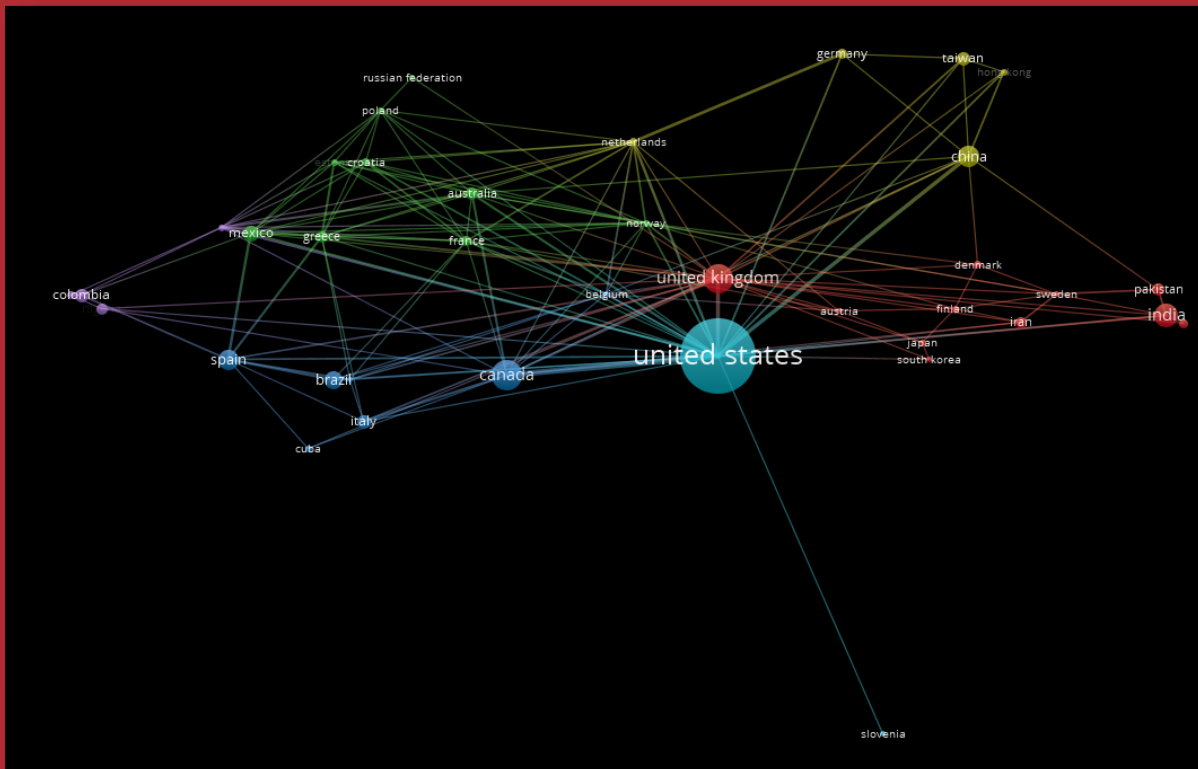 germany
taiwan
hong kong
russian federation
poland
netherlands
china
croatia
australia
norway
mexico
greece
france
denmark
united kingdom
colombia
belgium
sweden
pakistan
austria
finland
india
iran
japan
united states
spain
south korea
canada
brazil
italy
cuba
slovenia